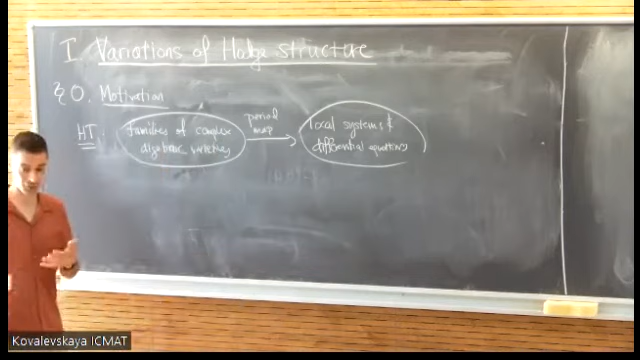 I. Variations of Hodge structure
§ 0. Motivation
HT: families of complex algebraic varieties
period map
local systems & differential equations
Kovalevskaya ICMAT